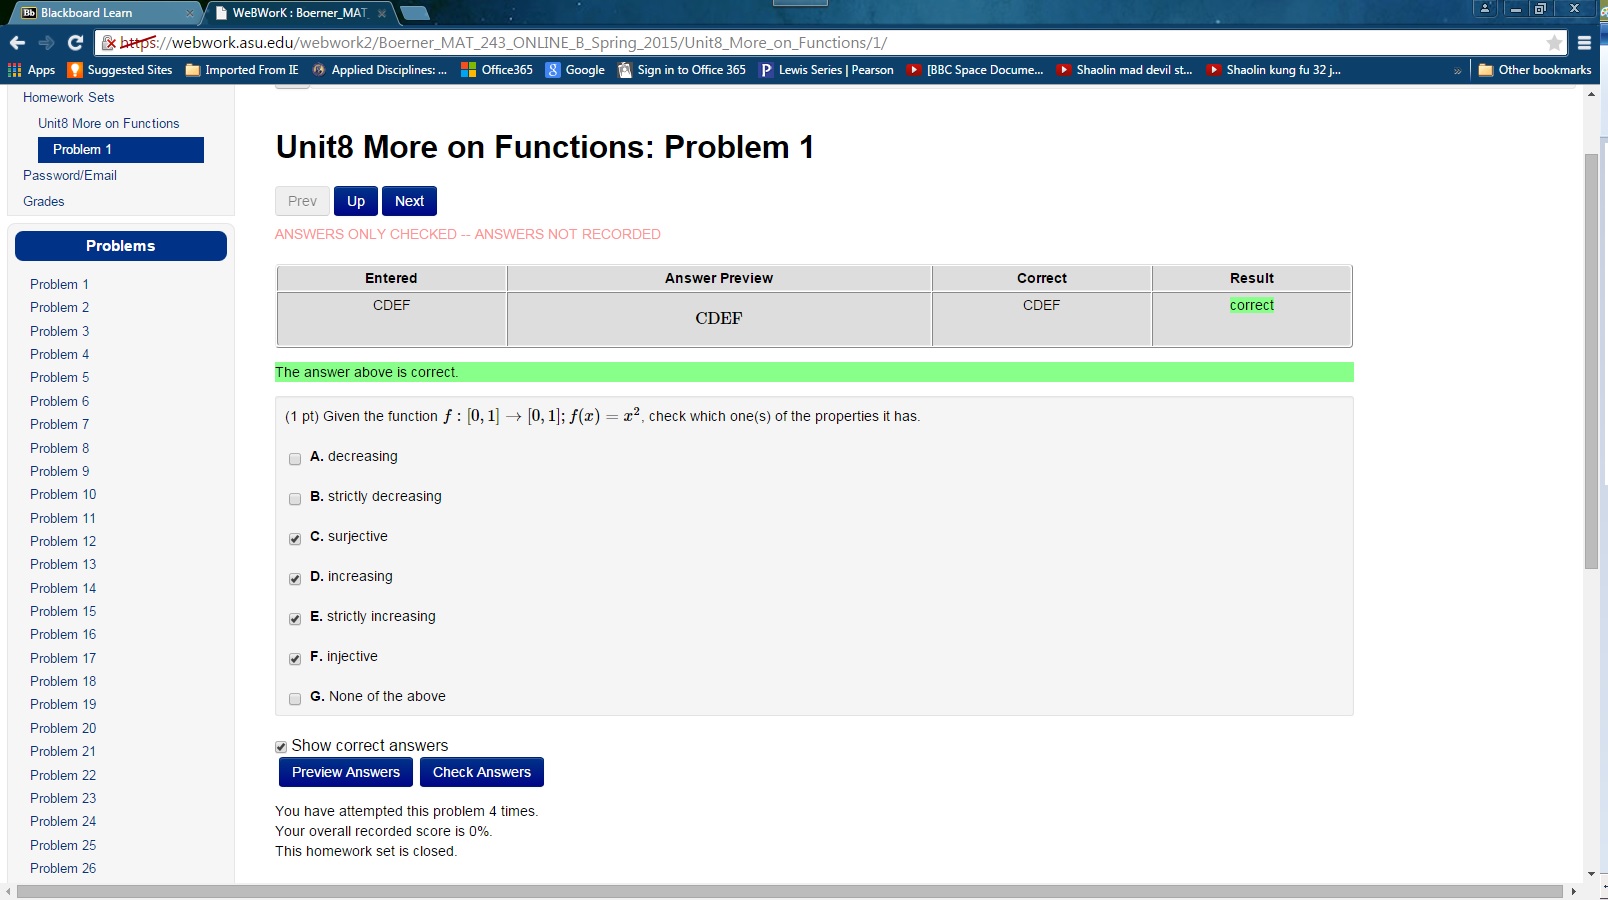 Blackboard Learn
WeBWorK : Boerner_MAT_
https://webwork.asu.edu/webwork2/Boerner_MAT_243_ONLINE_B_Spring_2015/Unit8_More_on_Functions/1/
Apps Suggested Sites Imported From IE Applied Disciplines: ... Office365 Google Sign in to Office 365 Lewis Series | Pearson [BBC Space Docume... Shaolin mad devil st... Shaolin kung fu 32 j... » Other bookmarks
Homework Sets
Unit8 More on Functions
Problem 1
Password/Email
Grades
Problems
Problem 1
Problem 2
Problem 3
Problem 4
Problem 5
Problem 6
Problem 7
Problem 8
Problem 9
Problem 10
Problem 11
Problem 12
Problem 13
Problem 14
Problem 15
Problem 16
Problem 17
Problem 18
Problem 19
Problem 20
Problem 21
Problem 22
Problem 23
Problem 24
Problem 25
Problem 26
Unit8 More on Functions: Problem 1
Prev Up Next
ANSWERS ONLY CHECKED -- ANSWERS NOT RECORDED
Entered Answer Preview Correct Result
CDEF CDEF CDEF correct
The answer above is correct.
(1 pt) Given the function f : [0, 1] → [0, 1]; f(x) = x², check which one(s) of the properties it has.
A. decreasing
B. strictly decreasing
C. surjective
D. increasing
E. strictly increasing
F. injective
G. None of the above
Show correct answers
Preview Answers Check Answers
You have attempted this problem 4 times.
Your overall recorded score is 0%.
This homework set is closed.